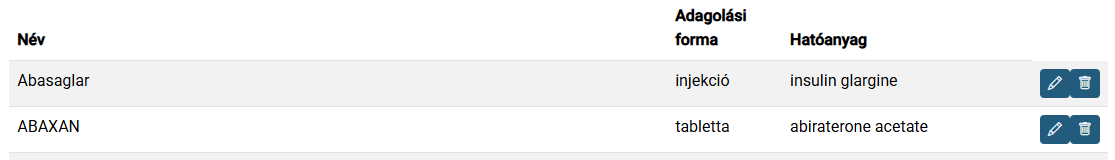 Név Adagolási forma Hatóanyag
Abasaglar injekció insulin glargine
ABAXAN tabletta abiraterone acetate